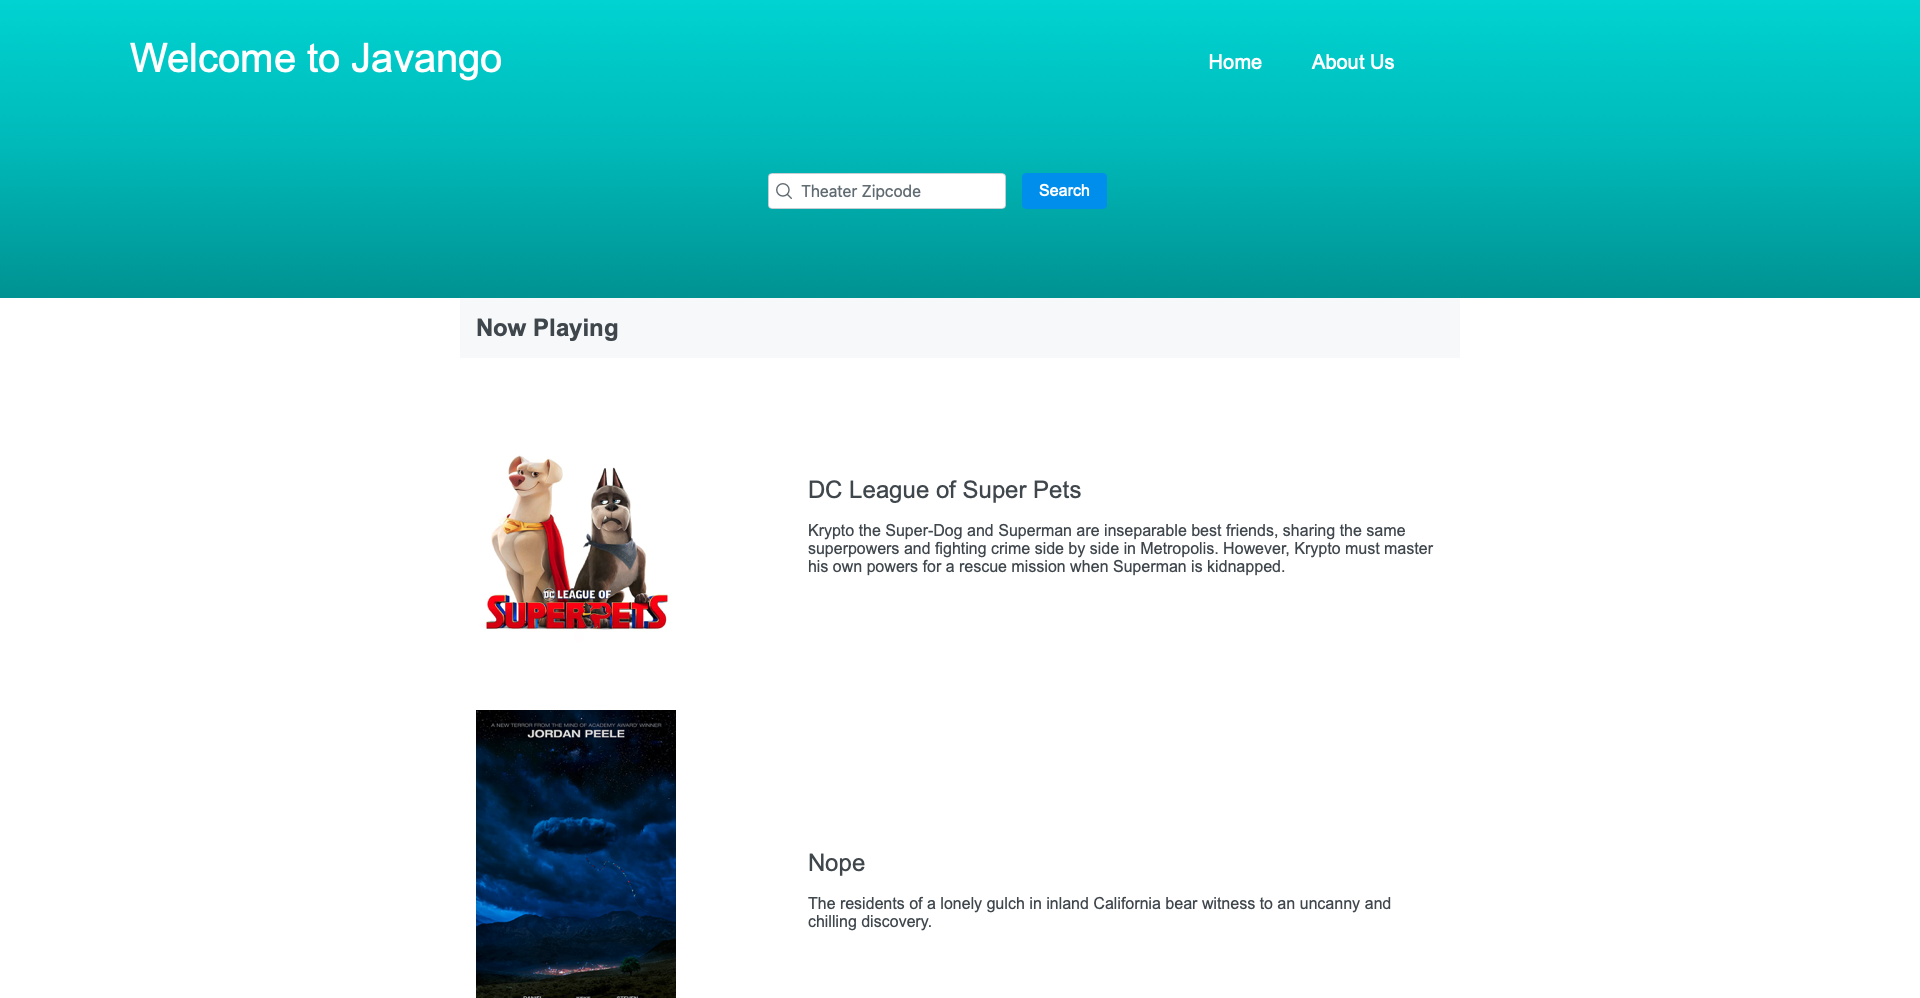 Welcome to Javango
Home
About Us
Theater Zipcode
Search
Now Playing
DC LEAGUE OF
SUPER-PETS
DC League of Super Pets
Krypto the Super-Dog and Superman are inseparable best friends, sharing the same
superpowers and fighting crime side by side in Metropolis. However, Krypto must master
his own powers for a rescue mission when Superman is kidnapped.
A NEW TERROR FROM THE MIND OF ACADEMY AWARD® WINNER
JORDAN PEELE
Nope
The residents of a lonely gulch in inland California bear witness to an uncanny and
chilling discovery.